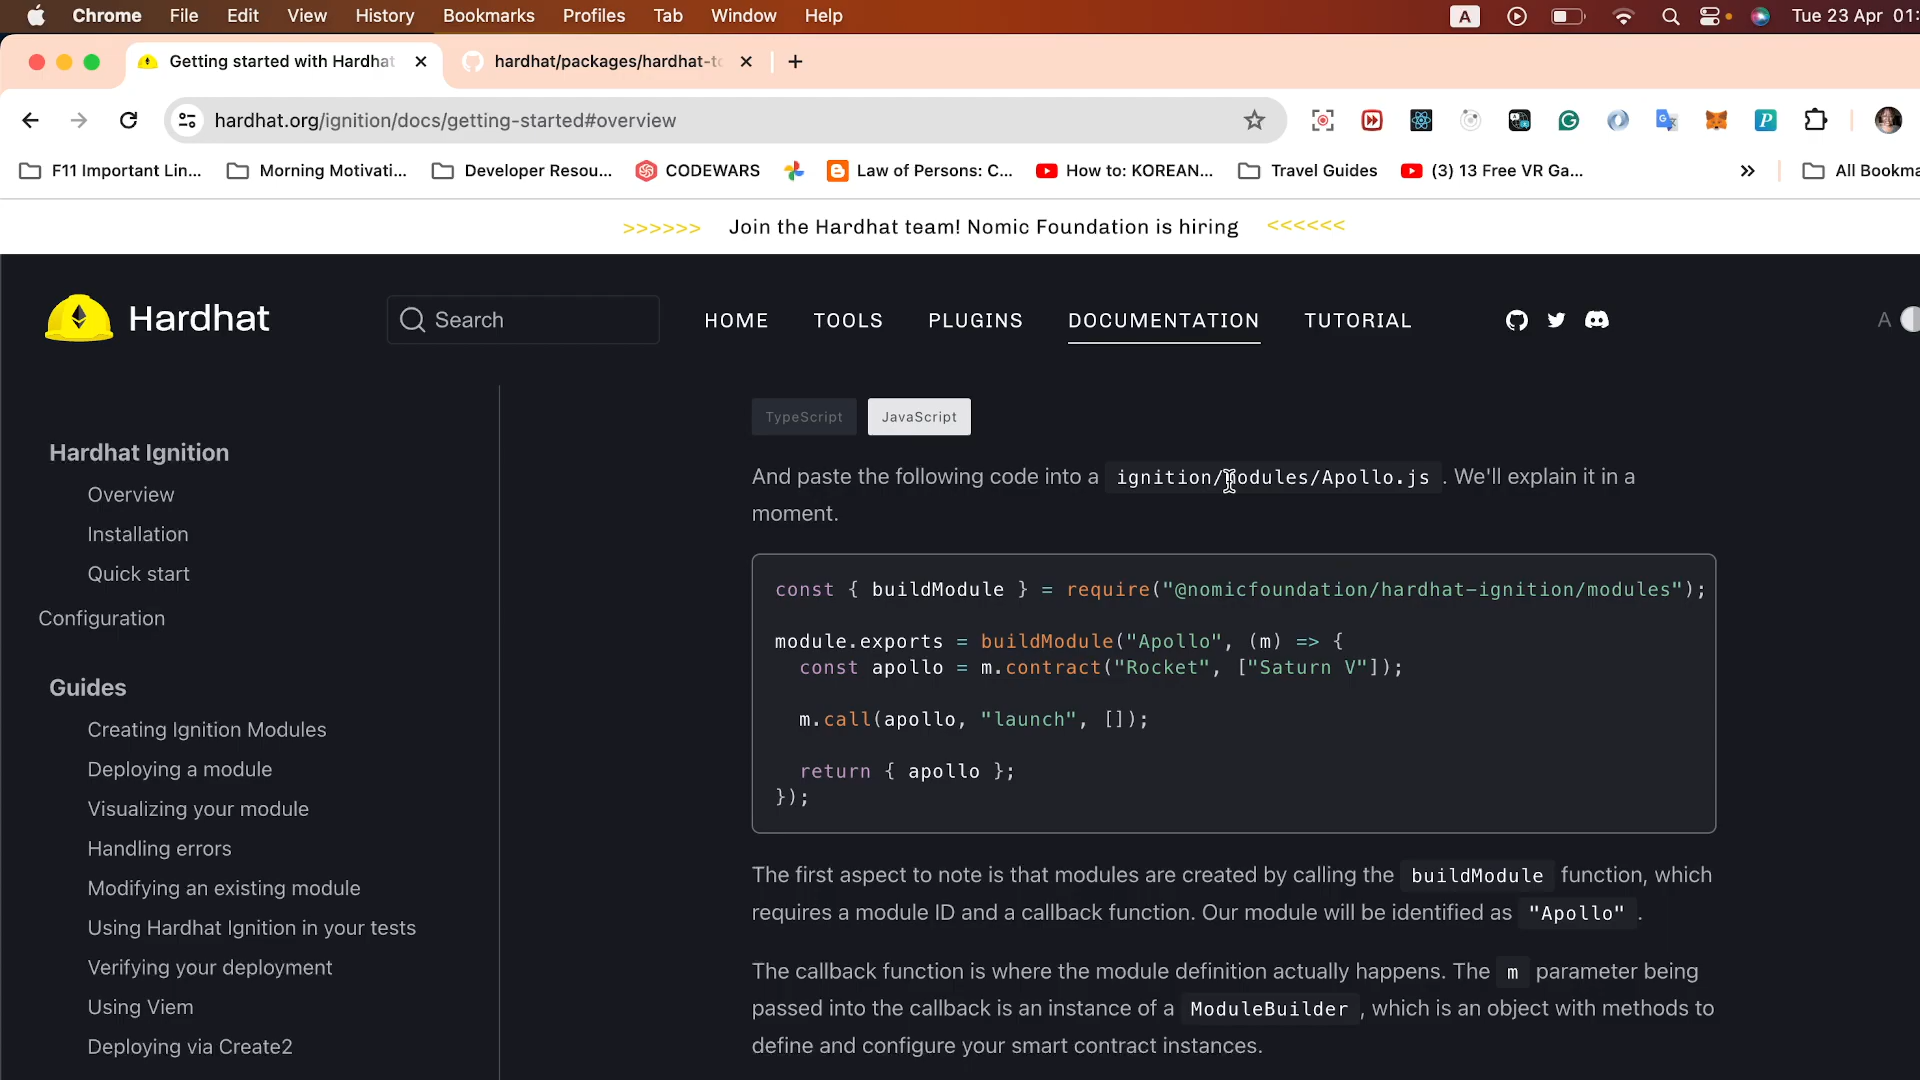 Chrome File Edit View History Bookmarks Profiles Tab Window Help A Tue 23 Apr 01:
Getting started with Hardhat hardhat/packages/hardhat-to
hardhat.org/ignition/docs/getting-started#overview
F11 Important Lin... Morning Motivati... Developer Resou... CODEWARS Law of Persons: C... How to: KOREAN... Travel Guides (3) 13 Free VR Ga... All Bookma
>>>>>> Join the Hardhat team! Nomic Foundation is hiring <<<<<<
Hardhat Search HOME TOOLS PLUGINS DOCUMENTATION TUTORIAL A
Hardhat Ignition
Overview
Installation
Quick start
Configuration
Guides
Creating Ignition Modules
Deploying a module
Visualizing your module
Handling errors
Modifying an existing module
Using Hardhat Ignition in your tests
Verifying your deployment
Using Viem
Deploying via Create2
TypeScript JavaScript
And paste the following code into a ignition/modules/Apollo.js . We'll explain it in a
moment.
const { buildModule } = require("@nomicfoundation/hardhat-ignition/modules");
module.exports = buildModule("Apollo", (m) => {
const apollo = m.contract("Rocket", ["Saturn V"]);
m.call(apollo, "launch", []);
return { apollo };
});
The first aspect to note is that modules are created by calling the buildModule function, which
requires a module ID and a callback function. Our module will be identified as "Apollo" .
The callback function is where the module definition actually happens. The m parameter being
passed into the callback is an instance of a ModuleBuilder , which is an object with methods to
define and configure your smart contract instances.